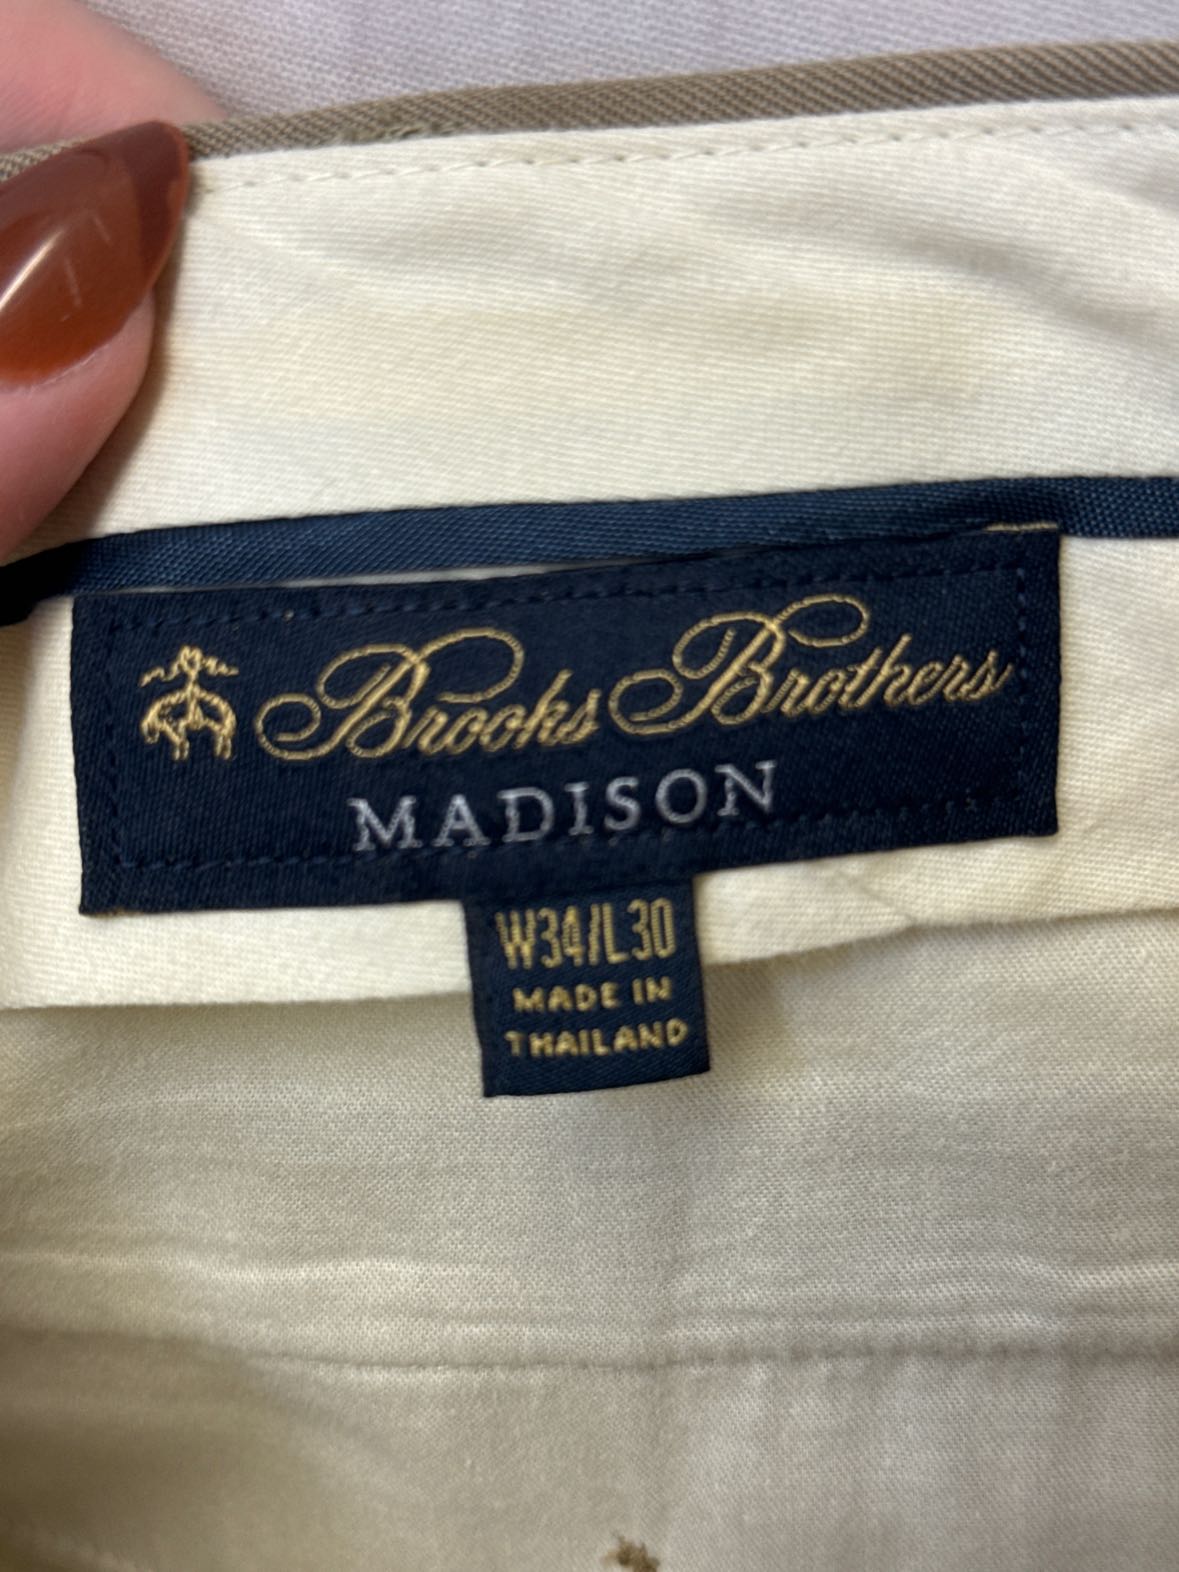 Brooks Brothers
MADISON
W34/L30
MADE IN
THAILAND